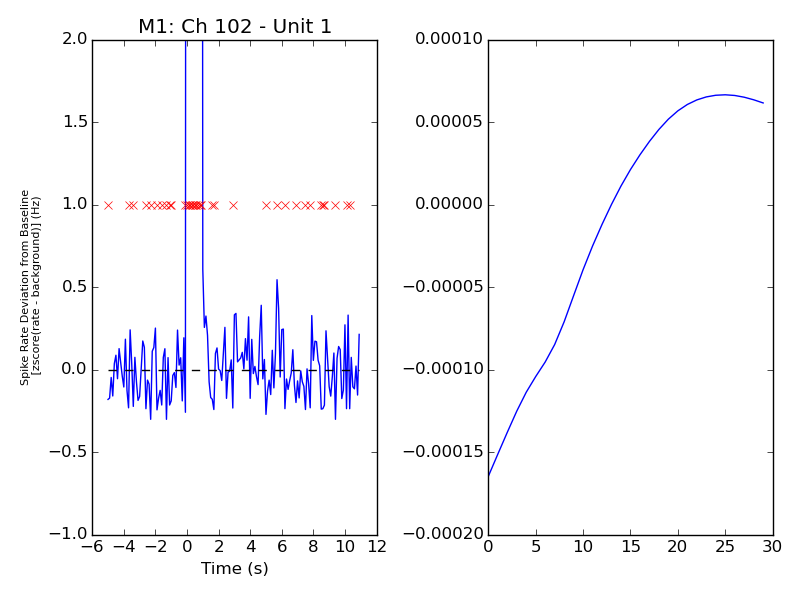 M1: Ch 102 - Unit 1
2.0
1.5
1.0
0.5
0.0
−0.5
−1.0
−6 −4 −2 0 2 4 6 8 10 12
Time (s)
Spike Rate Deviation from Baseline
[zscore(rate - background)] (Hz)
0.00010
0.00005
0.00000
−0.00005
−0.00010
−0.00015
−0.00020
0 5 10 15 20 25 30